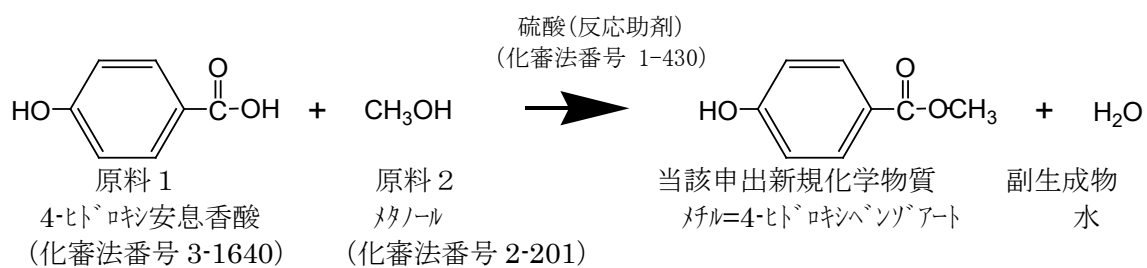 硫酸(反応助剤)
(化審法番号 1-430)
HO C O OH + CH₃OH HO C O OCH₃ + H₂O
原料1 原料2 当該申出新規化学物質 副生成物
4-ﾋﾄﾞﾛｷｼ安息香酸 ﾒﾀﾉｰﾙ ﾒﾁﾙ=4-ﾋﾄﾞﾛｷｼﾍﾞﾝｿﾞｱｰﾄ 水
(化審法番号 3-1640) (化審法番号 2-201)